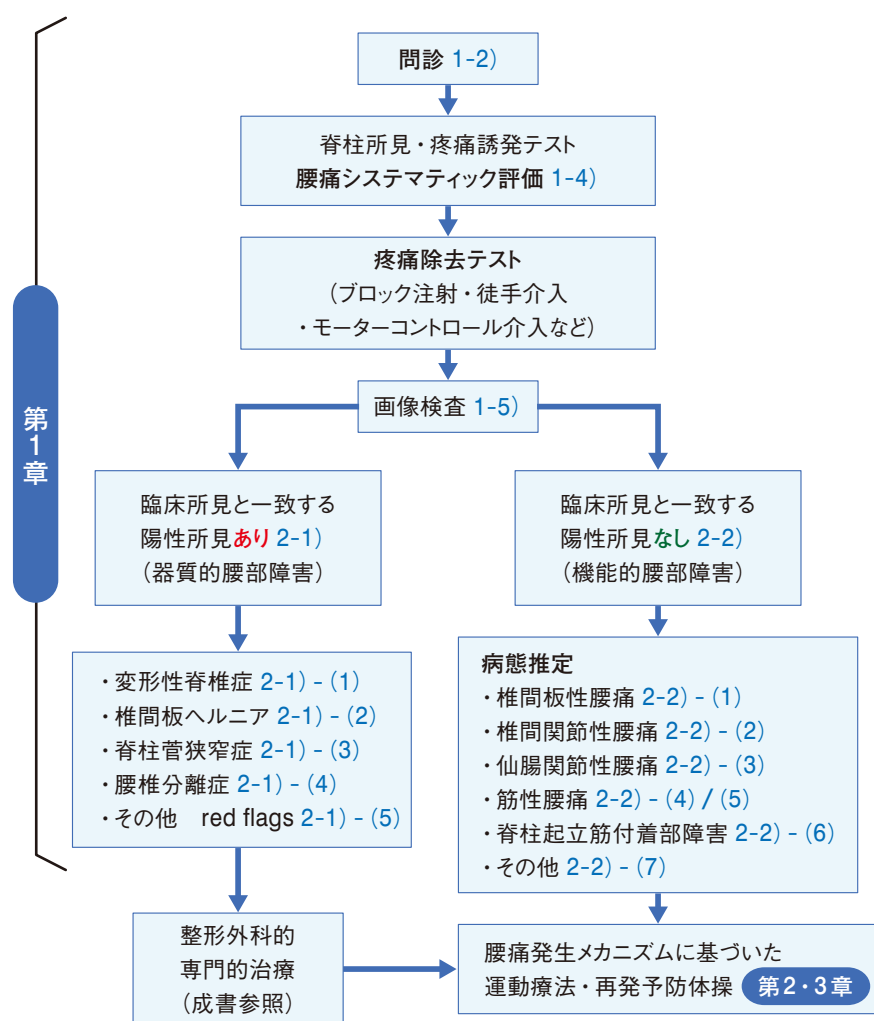 問診 1-2)
脊柱所見・疼痛誘発テスト
腰痛システマティック評価 1-4)
疼痛除去テスト
(ブロック注射・徒手介入
・モーターコントロール介入など)
画像検査 1-5)
第1章
臨床所見と一致する
陽性所見あり 2-1)
(器質的腰部障害)
臨床所見と一致する
陽性所見なし 2-2)
(機能的腰部障害)
・変形性脊椎症 2-1) - (1)
・椎間板ヘルニア 2-1) - (2)
・脊柱菅狭窄症 2-1) - (3)
・腰椎分離症 2-1) - (4)
・その他　red flags 2-1) - (5)
病態推定
・椎間板性腰痛 2-2) - (1)
・椎間関節性腰痛 2-2) - (2)
・仙腸関節性腰痛 2-2) - (3)
・筋性腰痛 2-2) - (4) / (5)
・脊柱起立筋付着部障害 2-2) - (6)
・その他 2-2) - (7)
整形外科的
専門的治療
(成書参照)
腰痛発生メカニズムに基づいた
運動療法・再発予防体操 第2・3章